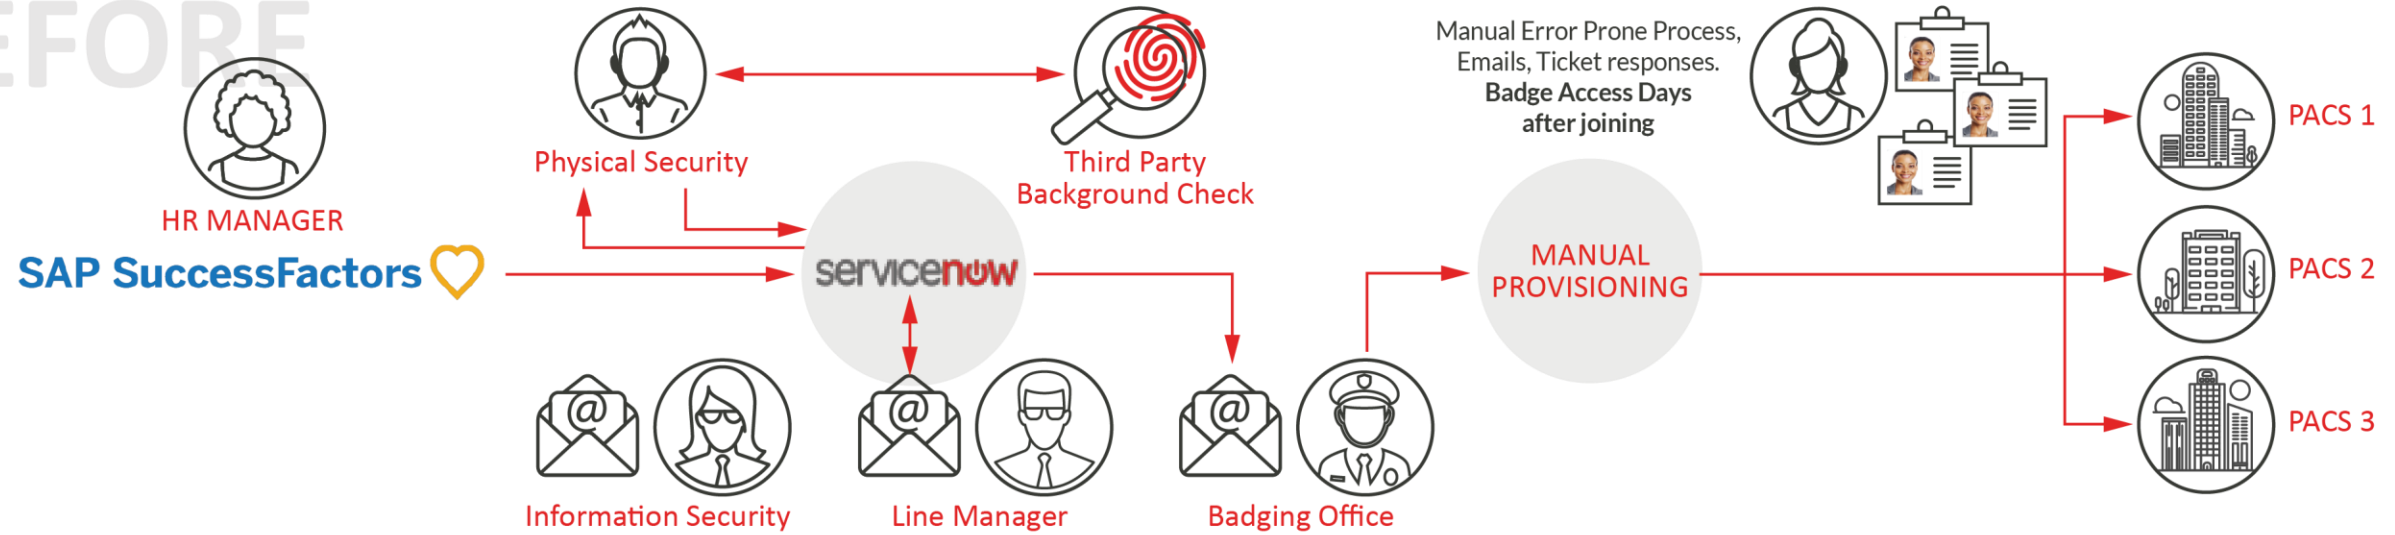 EFORE
HR MANAGER
SAP SuccessFactors
Physical Security
Third Party
Background Check
servicenow
@
Information Security
@
Line Manager
@
Badging Office
Manual Error Prone Process,
Emails, Ticket responses.
Badge Access Days
after joining
MANUAL
PROVISIONING
PACS 1
PACS 2
PACS 3